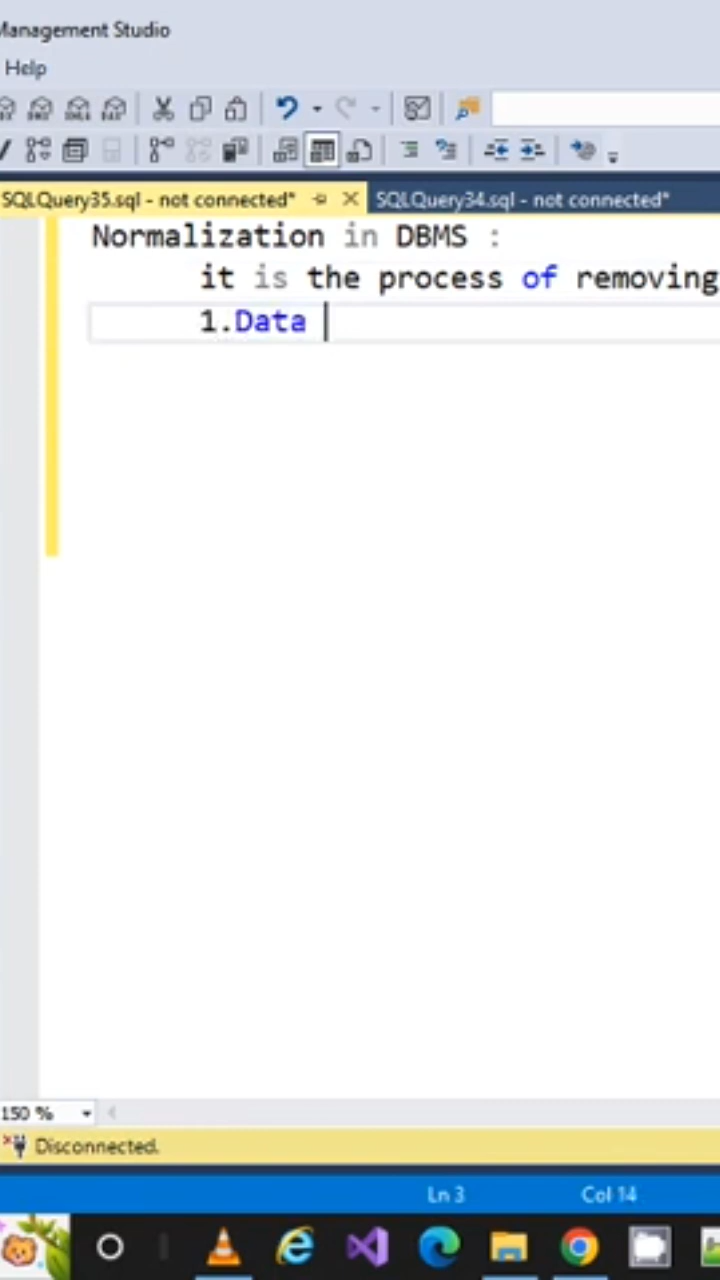 Management Studio
Help
SQLQuery35.sql - not connected*
SQLQuery34.sql - not connected*
Normalization in DBMS :
it is the process of removing
1.Data
150 %
Disconnected.
Ln 3
Col 14